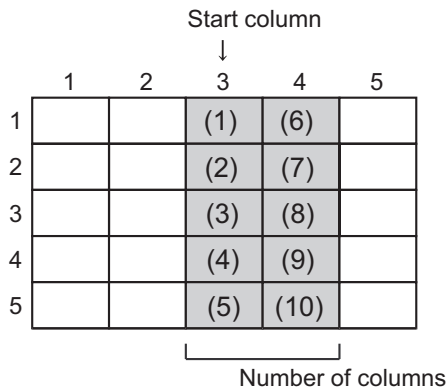 Start column
↓
1 2 3 4 5
1 (1) (6)
2 (2) (7)
3 (3) (8)
4 (4) (9)
5 (5) (10)
Number of columns